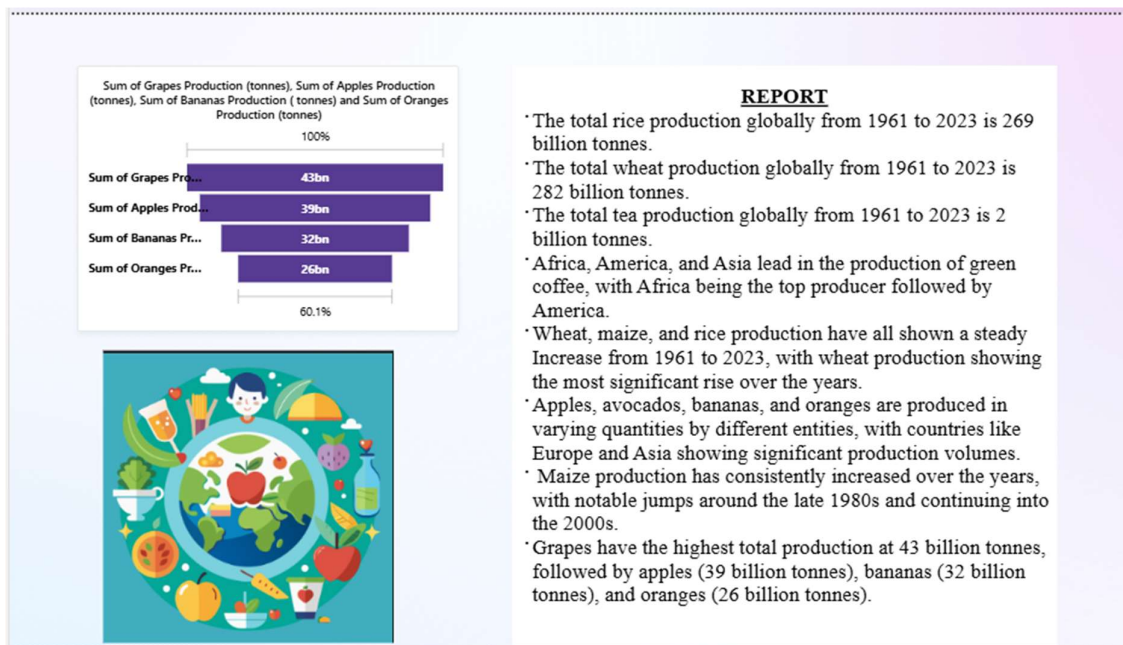 Sum of Grapes Production (tonnes), Sum of Apples Production
(tonnes), Sum of Bananas Production ( tonnes) and Sum of Oranges
Production (tonnes)
100%
Sum of Grapes Pro... 43bn
Sum of Apples Prod... 39bn
Sum of Bananas Pr... 32bn
Sum of Oranges Pr... 26bn
60.1%
REPORT
·The total rice production globally from 1961 to 2023 is 269
billion tonnes.
·The total wheat production globally from 1961 to 2023 is
282 billion tonnes.
·The total tea production globally from 1961 to 2023 is 2
billion tonnes.
·Africa, America, and Asia lead in the production of green
coffee, with Africa being the top producer followed by
America.
·Wheat, maize, and rice production have all shown a steady
Increase from 1961 to 2023, with wheat production showing
the most significant rise over the years.
·Apples, avocados, bananas, and oranges are produced in
varying quantities by different entities, with countries like
Europe and Asia showing significant production volumes.
· Maize production has consistently increased over the years,
with notable jumps around the late 1980s and continuing into
the 2000s.
·Grapes have the highest total production at 43 billion tonnes,
followed by apples (39 billion tonnes), bananas (32 billion
tonnes), and oranges (26 billion tonnes).